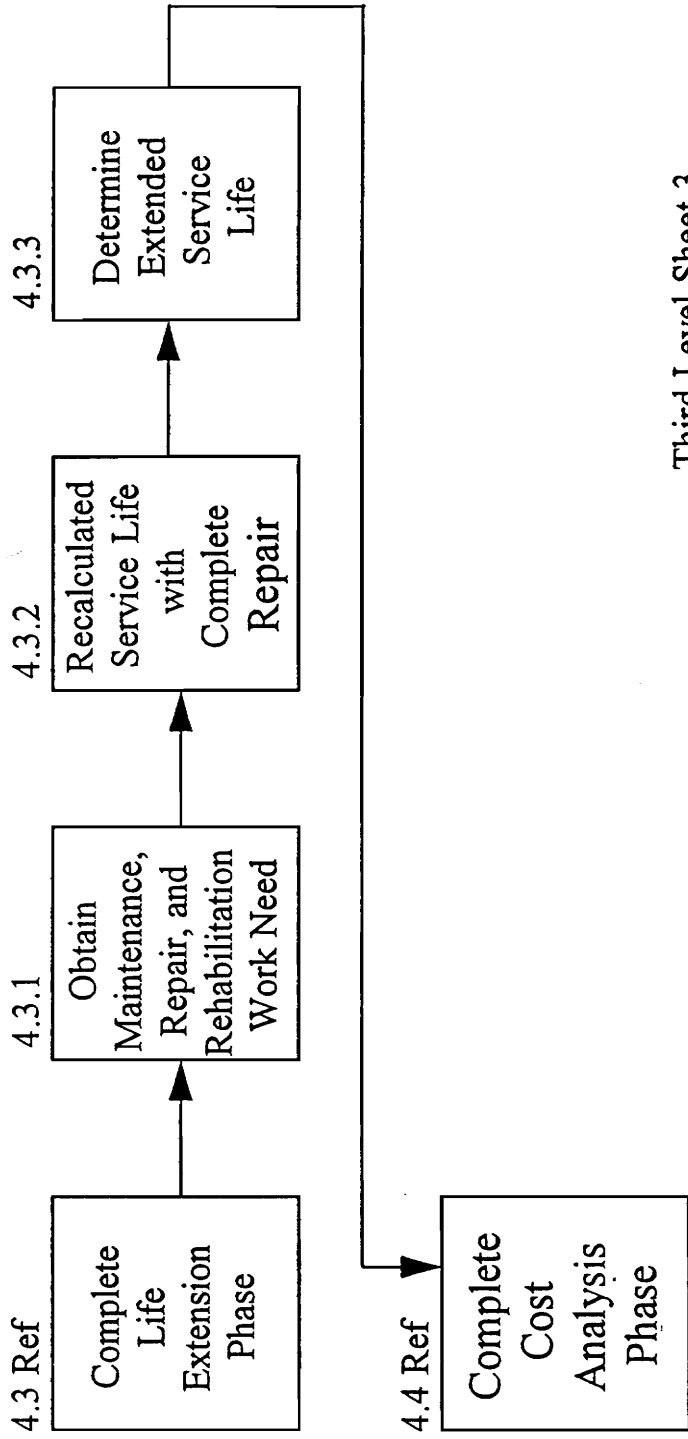 4.3 Ref
Complete
Life
Extension
Phase
4.3.1
Obtain
Maintenance,
Repair, and
Rehabilitation
Work Need
4.3.2
Recalculated
Service Life
with
Complete
Repair
4.3.3
Determine
Extended
Service
Life
4.4 Ref
Complete
Cost
Analysis
Phase
Third Level Sheet 3